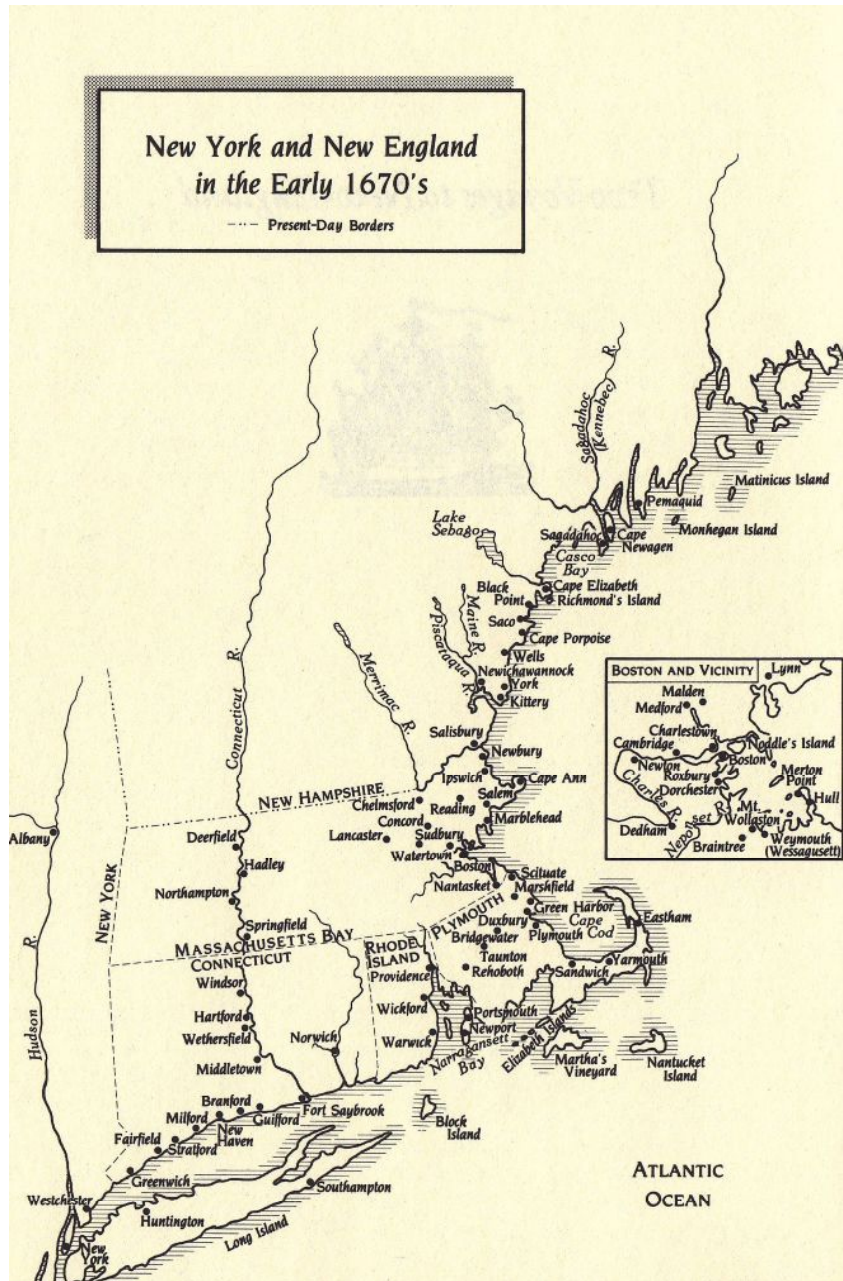 New York and New England
in the Early 1670's
Present-Day Borders
Sagadahoc R.
(Kennebec)
Matinicus Island
Pemaquid
Monhegan Island
Lake
Sebago
Sagadahoc
Cape
Newagen
Casco
Bay
Cape Elizabeth
Black
Point
Richmond's Island
Maine R.
Piscataqua R.
Saco
Cape Porpoise
Wells
Newichawannock
York
Kittery
Merrimac R.
Connecticut R.
Salisbury
Newbury
Ipswich
Cape Ann
NEW HAMPSHIRE
Chelmsford
Reading
Salem
Concord
Marblehead
Lancaster
Sudbury
Watertown
Boston
Albany
Deerfield
Hadley
Northampton
NEW YORK
Springfield
MASSACHUSETTS BAY
CONNECTICUT
RHODE
ISLAND
PLYMOUTH
Nantasket
Scituate
Marshfield
Green Harbor
Duxbury
Cape
Cod
Eastham
Bridgewater
Plymouth
Taunton
Yarmouth
Rehoboth
Sandwich
Providence
Windsor
Wickford
Portsmouth
Hartford
Newport
Wethersfield
Norwich
Warwick
Narragansett
Bay
Elizabeth Islands
Martha's
Vineyard
Nantucket
Island
Middletown
Hudson R.
Branford
Fort Saybrook
Milford
Guilford
New
Haven
Block
Island
Fairfield
Stratford
Greenwich
Southampton
Westchester
Huntington
Long Island
New
York
ATLANTIC
OCEAN
BOSTON AND VICINITY
Lynn
Malden
Medford
Charlestown
Noddle's Island
Cambridge
Boston
Newton
Roxbury
Merton
Point
Dorchester
Charles R.
Hull
Mt.
Wollaston
Dedham
Neponset R.
Braintree
Weymouth
(Wessagusett)